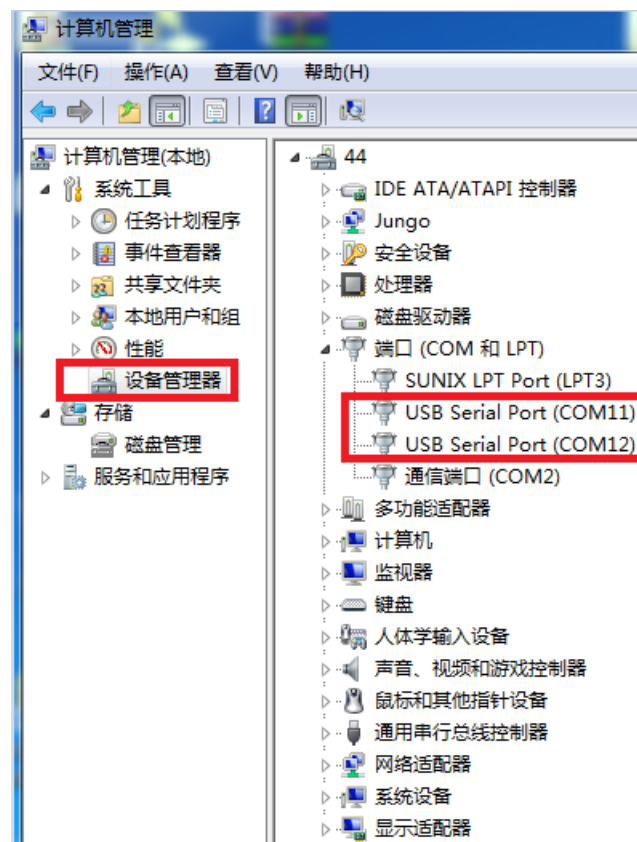 计算机管理
文件(F) 操作(A) 查看(V) 帮助(H)
计算机管理(本地)
系统工具
任务计划程序
事件查看器
共享文件夹
本地用户和组
性能
设备管理器
存储
磁盘管理
服务和应用程序
44
IDE ATA/ATAPI 控制器
Jungo
安全设备
处理器
磁盘驱动器
端口 (COM 和 LPT)
SUNIX LPT Port (LPT3)
USB Serial Port (COM11)
USB Serial Port (COM12)
通信端口 (COM2)
多功能适配器
计算机
监视器
键盘
人体学输入设备
声音、视频和游戏控制器
鼠标和其他指针设备
通用串行总线控制器
网络适配器
系统设备
显示适配器